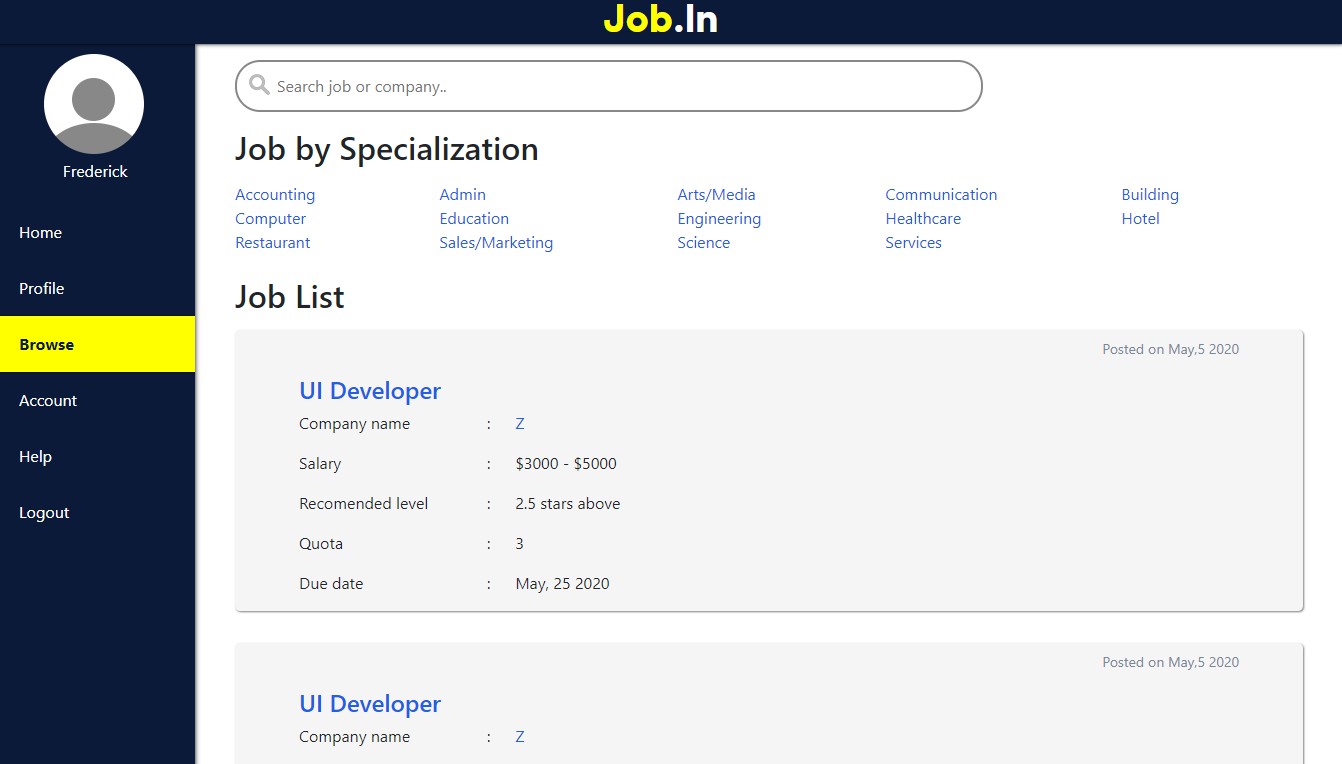 Job.In
Frederick
Home
Profile
Browse
Account
Help
Logout
Search job or company..
Job by Specialization
Accounting Admin Arts/Media Communication Building
Computer Education Engineering Healthcare Hotel
Restaurant Sales/Marketing Science Services
Job List
Posted on May,5 2020
UI Developer
Company name : Z
Salary : $3000 - $5000
Recomended level : 2.5 stars above
Quota : 3
Due date : May, 25 2020
Posted on May,5 2020
UI Developer
Company name : Z